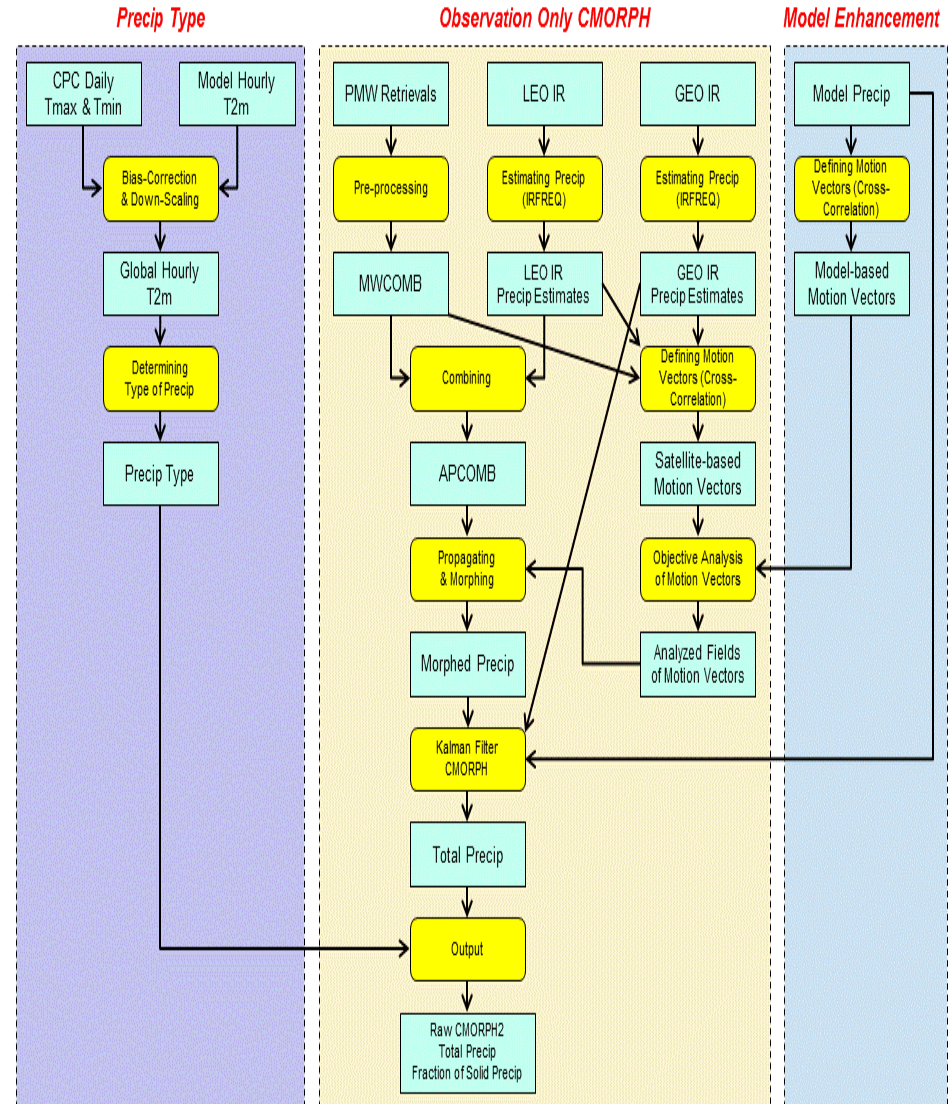 Precip Type
Observation Only CMORPH
Model Enhancement
CPC Daily
Tmax & Tmin
Model Hourly
T2m
Bias-Correction
& Down-Scaling
Global Hourly
T2m
Determining
Type of Precip
Precip Type
PMW Retrievals
LEO IR
GEO IR
Pre-processing
Estimating Precip
(IRFREQ)
Estimating Precip
(IRFREQ)
MWCOMB
LEO IR
Precip Estimates
GEO IR
Precip Estimates
Combining
Defining Motion
Vectors (Cross-
Correlation)
APCOMB
Satellite-based
Motion Vectors
Propagating
& Morphing
Objective Analysis
of Motion Vectors
Morphed Precip
Analyzed Fields
of Motion Vectors
Kalman Filter
CMORPH
Total Precip
Output
Raw CMORPH2
Total Precip
Fraction of Solid Precip
Model Precip
Defining Motion
Vectors (Cross-
Correlation)
Model-based
Motion Vectors